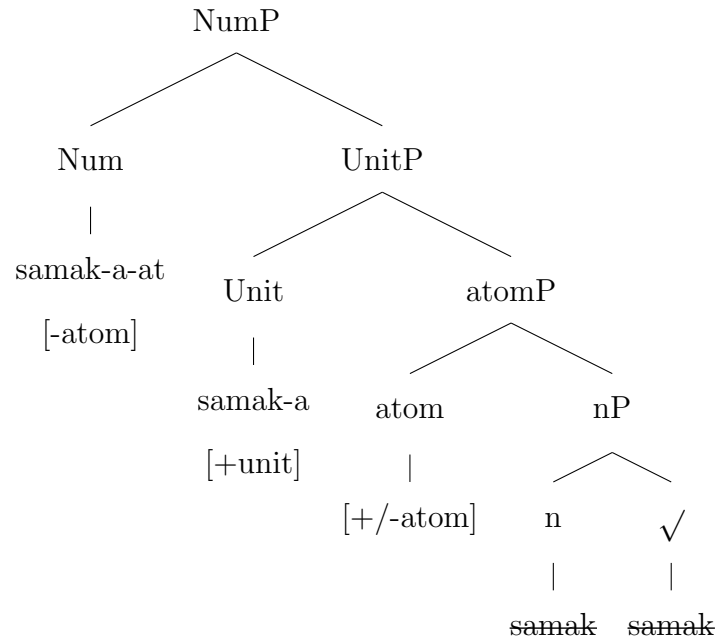 NumP
Num UnitP
samak-a-at
[-atom]
Unit atomP
samak-a
[+unit]
atom nP
[+/-atom]
n √
samak samak